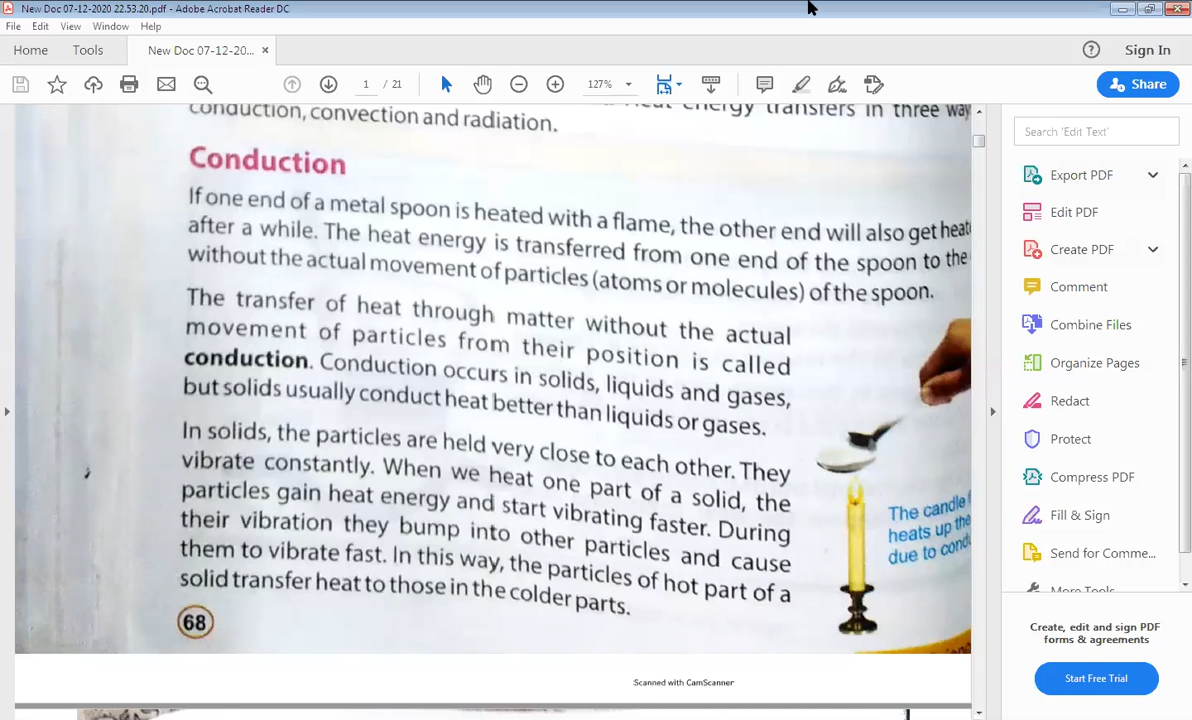 New Doc 07-12-2020 22.53.20.pdf - Adobe Acrobat Reader DC
File Edit View Window Help
Home Tools New Doc 07-12-20... × Sign In
1 / 21 127% Share
Heat energy transfers in three way
conduction, convection and radiation.
Conduction
If one end of a metal spoon is heated with a flame, the other end will also get heat
after a while. The heat energy is transferred from one end of the spoon to the
without the actual movement of particles (atoms or molecules) of the spoon.
The transfer of heat through matter without the actual
movement of particles from their position is called
conduction. Conduction occurs in solids, liquids and gases,
but solids usually conduct heat better than liquids or gases.
In solids, the particles are held very close to each other. They
vibrate constantly. When we heat one part of a solid, the
particles gain heat energy and start vibrating faster. During
their vibration they bump into other particles and cause
them to vibrate fast. In this way, the particles of hot part of a
solid transfer heat to those in the colder parts.
68
The candle f
heats up the
due to cond
Scanned with CamScanner
Search 'Edit Text'
Export PDF
Edit PDF
Create PDF
Comment
Combine Files
Organize Pages
Redact
Protect
Compress PDF
Fill & Sign
Send for Comme...
More Tools
Create, edit and sign PDF
forms & agreements
Start Free Trial